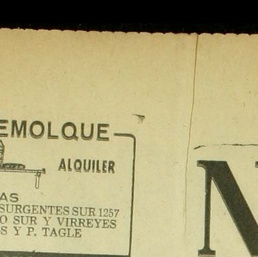 EMOLQUE
ALQUILER
AS
SURGENTES SUR 1257
O SUR Y VIRREYES
S Y P. TAGLE
N